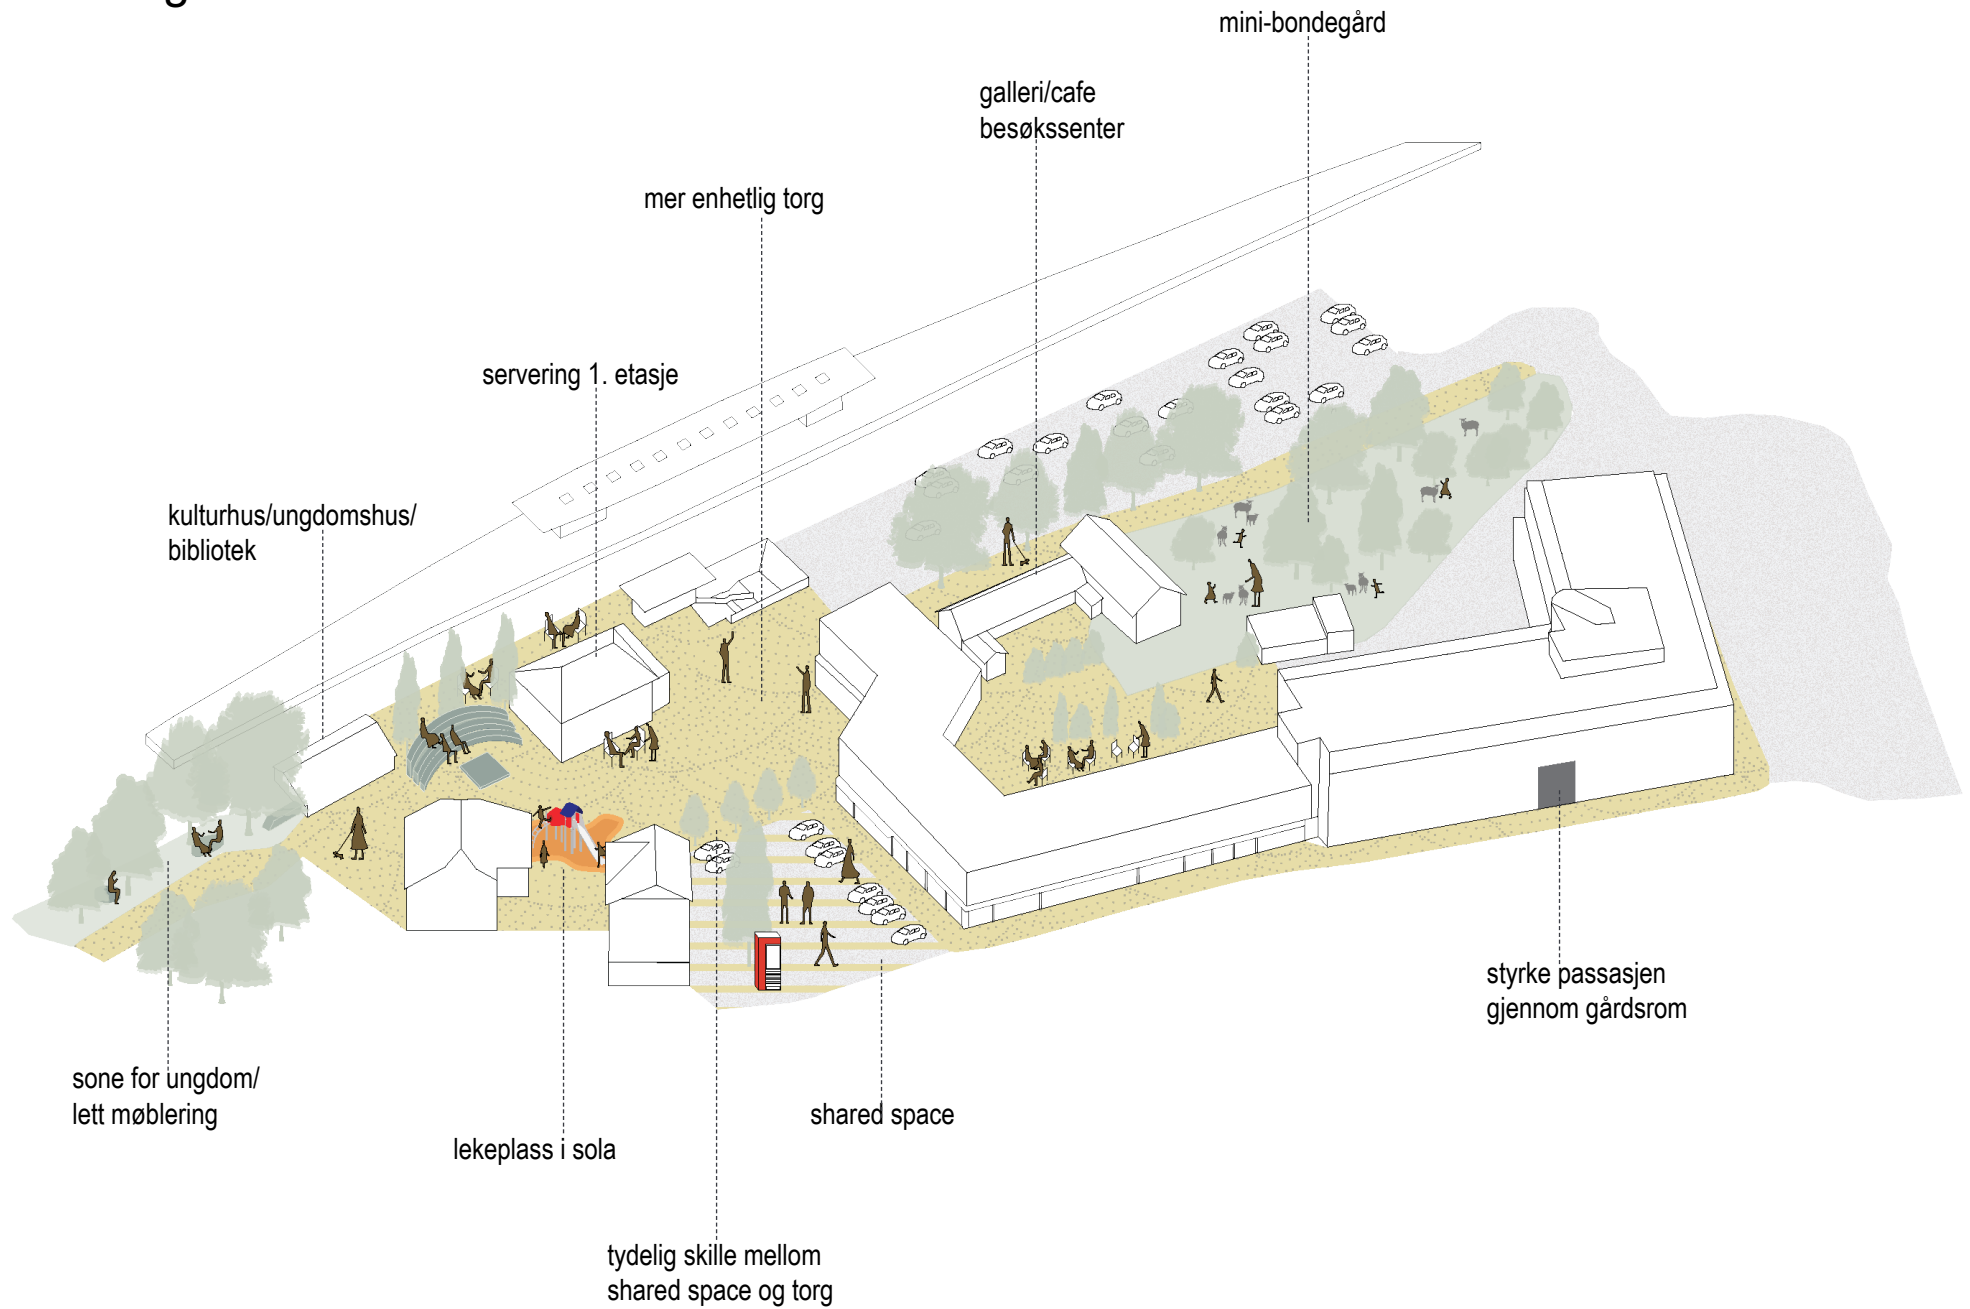 mini-bondegård
galleri/cafe
besøkssenter
mer enhetlig torg
servering 1. etasje
kulturhus/ungdomshus/
bibliotek
styrke passasjen
gjennom gårdsrom
sone for ungdom/
lett møblering
shared space
lekeplass i sola
tydelig skille mellom
shared space og torg